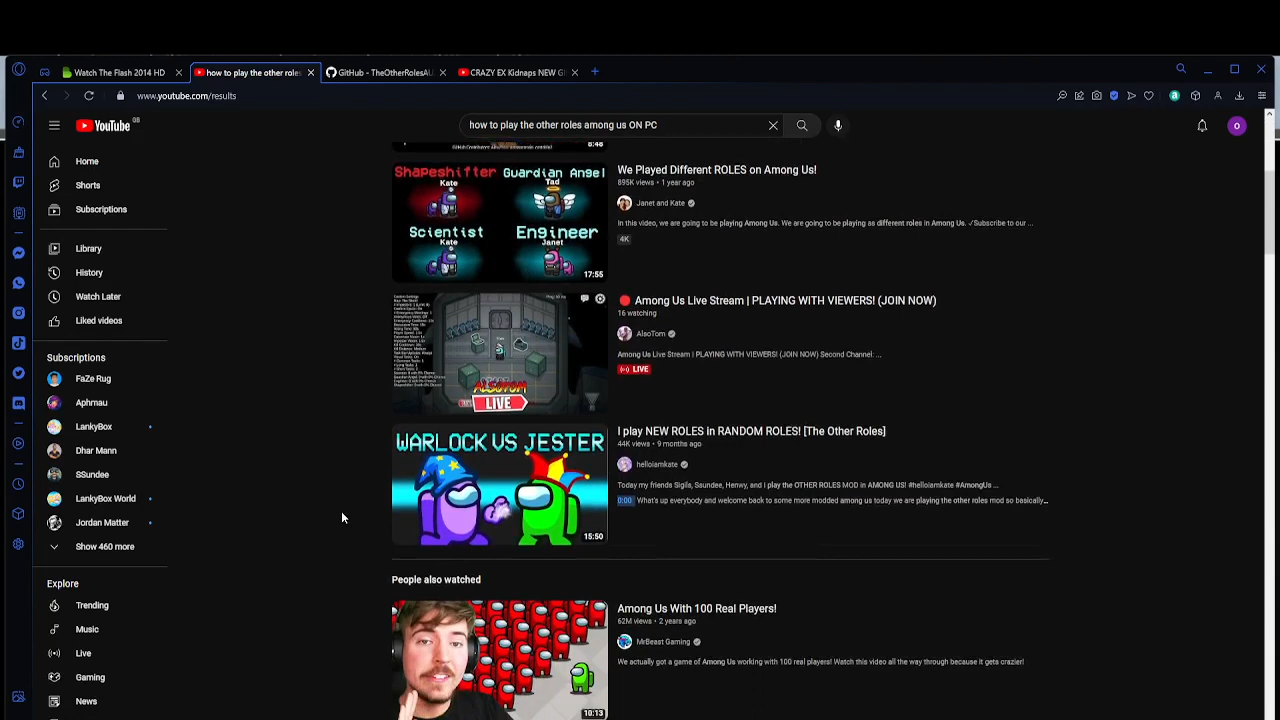 Watch The Flash 2014 HD
how to play the other roles
GitHub - TheOtherRolesAU
CRAZY EX Kidnaps NEW GI
www.youtube.com/results
YouTube GB
how to play the other roles among us ON PC
Home
Shorts
Subscriptions
Library
History
Watch Later
Liked videos
Subscriptions
FaZe Rug
Aphmau
LankyBox
Dhar Mann
SSundee
LankyBox World
Jordan Matter
Show 460 more
Explore
Trending
Music
Live
News
8:48
Shapeshifter
Kate
Guardian Angel
Tad
Scientist
Kate
Engineer
Janet
17:55
We Played Different ROLES on Among Us!
895K views • 1 year ago
Janet and Kate
In this video, we are going to be playing Among Us. We are going to be playing as different roles in Among Us. ✓Subscribe to our ...
4K
ALSOTOM
LIVE
Among Us Live Stream | PLAYING WITH VIEWERS! (JOIN NOW)
16 watching
AlsoTom
Among Us Live Stream | PLAYING WITH VIEWERS! (JOIN NOW) Second Channel: ...
LIVE
WARLOCK VS JESTER
15:50
I play NEW ROLES in RANDOM ROLES! [The Other Roles]
44K views • 9 months ago
helloiamkate
Today my friends Sigils, Ssundee, Henwy, and I play the OTHER ROLES MOD in AMONG US! #helloiamkate #AmongUs ...
0:00 What's up everybody and welcome back to some more modded among us today we are playing the other roles mod so basically...
People also watched
10:13
Among Us With 100 Real Players!
62M views • 2 years ago
MrBeast Gaming
We actually got a game of Among Us working with 100 real players! Watch this video all the way through because it gets crazier!